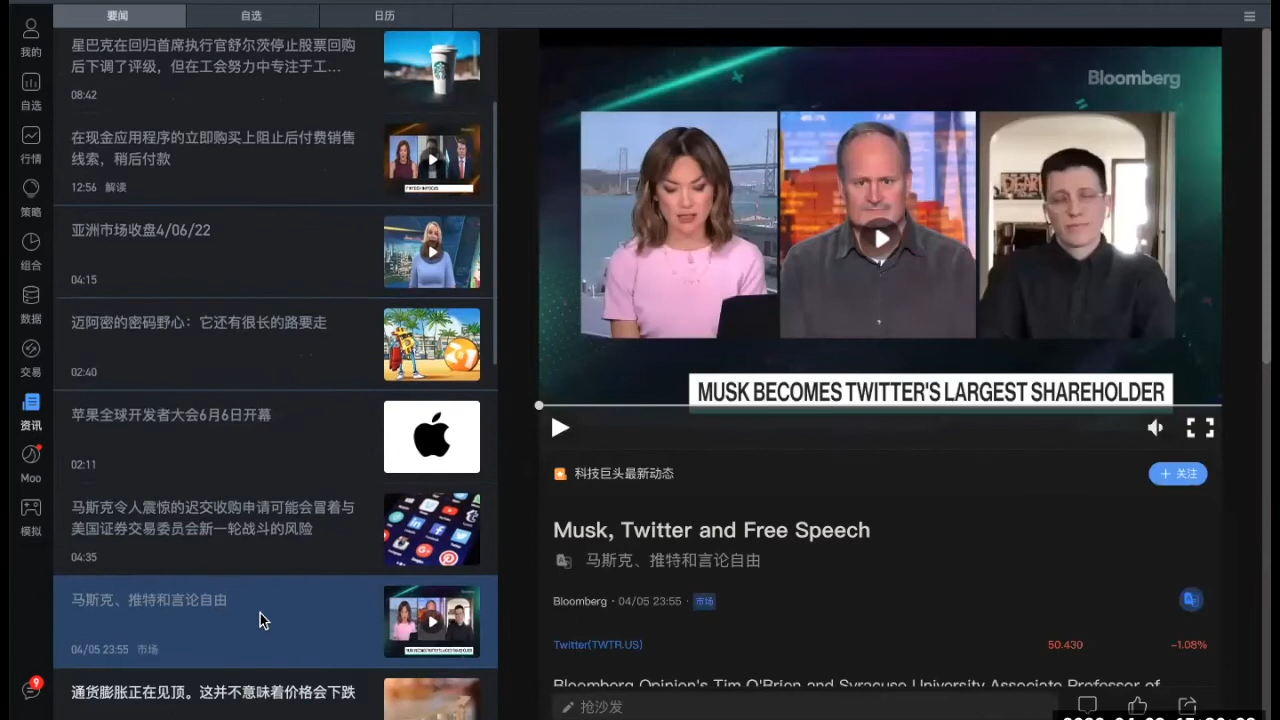 要闻
自选
日历
我的
自选
行情
策略
组合
数据
交易
资讯
Moo
模拟
9
星巴克在回归首席执行官舒尔茨停止股票回购
后下调了评级，但在工会努力中专注于工...
08:42
在现金应用程序的立即购买上阻止后付费销售
线索，稍后付款
12:56 解读
亚洲市场收盘4/06/22
04:15
迈阿密的密码野心：它还有很长的路要走
02:40
苹果全球开发者大会6月6日开幕
02:11
马斯克令人震惊的迟交收购申请可能会冒着与
美国证券交易委员会新一轮战斗的风险
04:35
马斯克、推特和言论自由
04/05 23:55 市场
通货膨胀正在见顶。这并不意味着价格会下跌
Bloomberg
MUSK BECOMES TWITTER'S LARGEST SHAREHOLDER
科技巨头最新动态
+ 关注
Musk, Twitter and Free Speech
马斯克、推特和言论自由
Bloomberg · 04/05 23:55 · 市场
Twitter(TWTR.US) 50.430 -1.08%
Bloomberg Opinion's Tim O'Brien and Syracuse University Associate Professor of
抢沙发